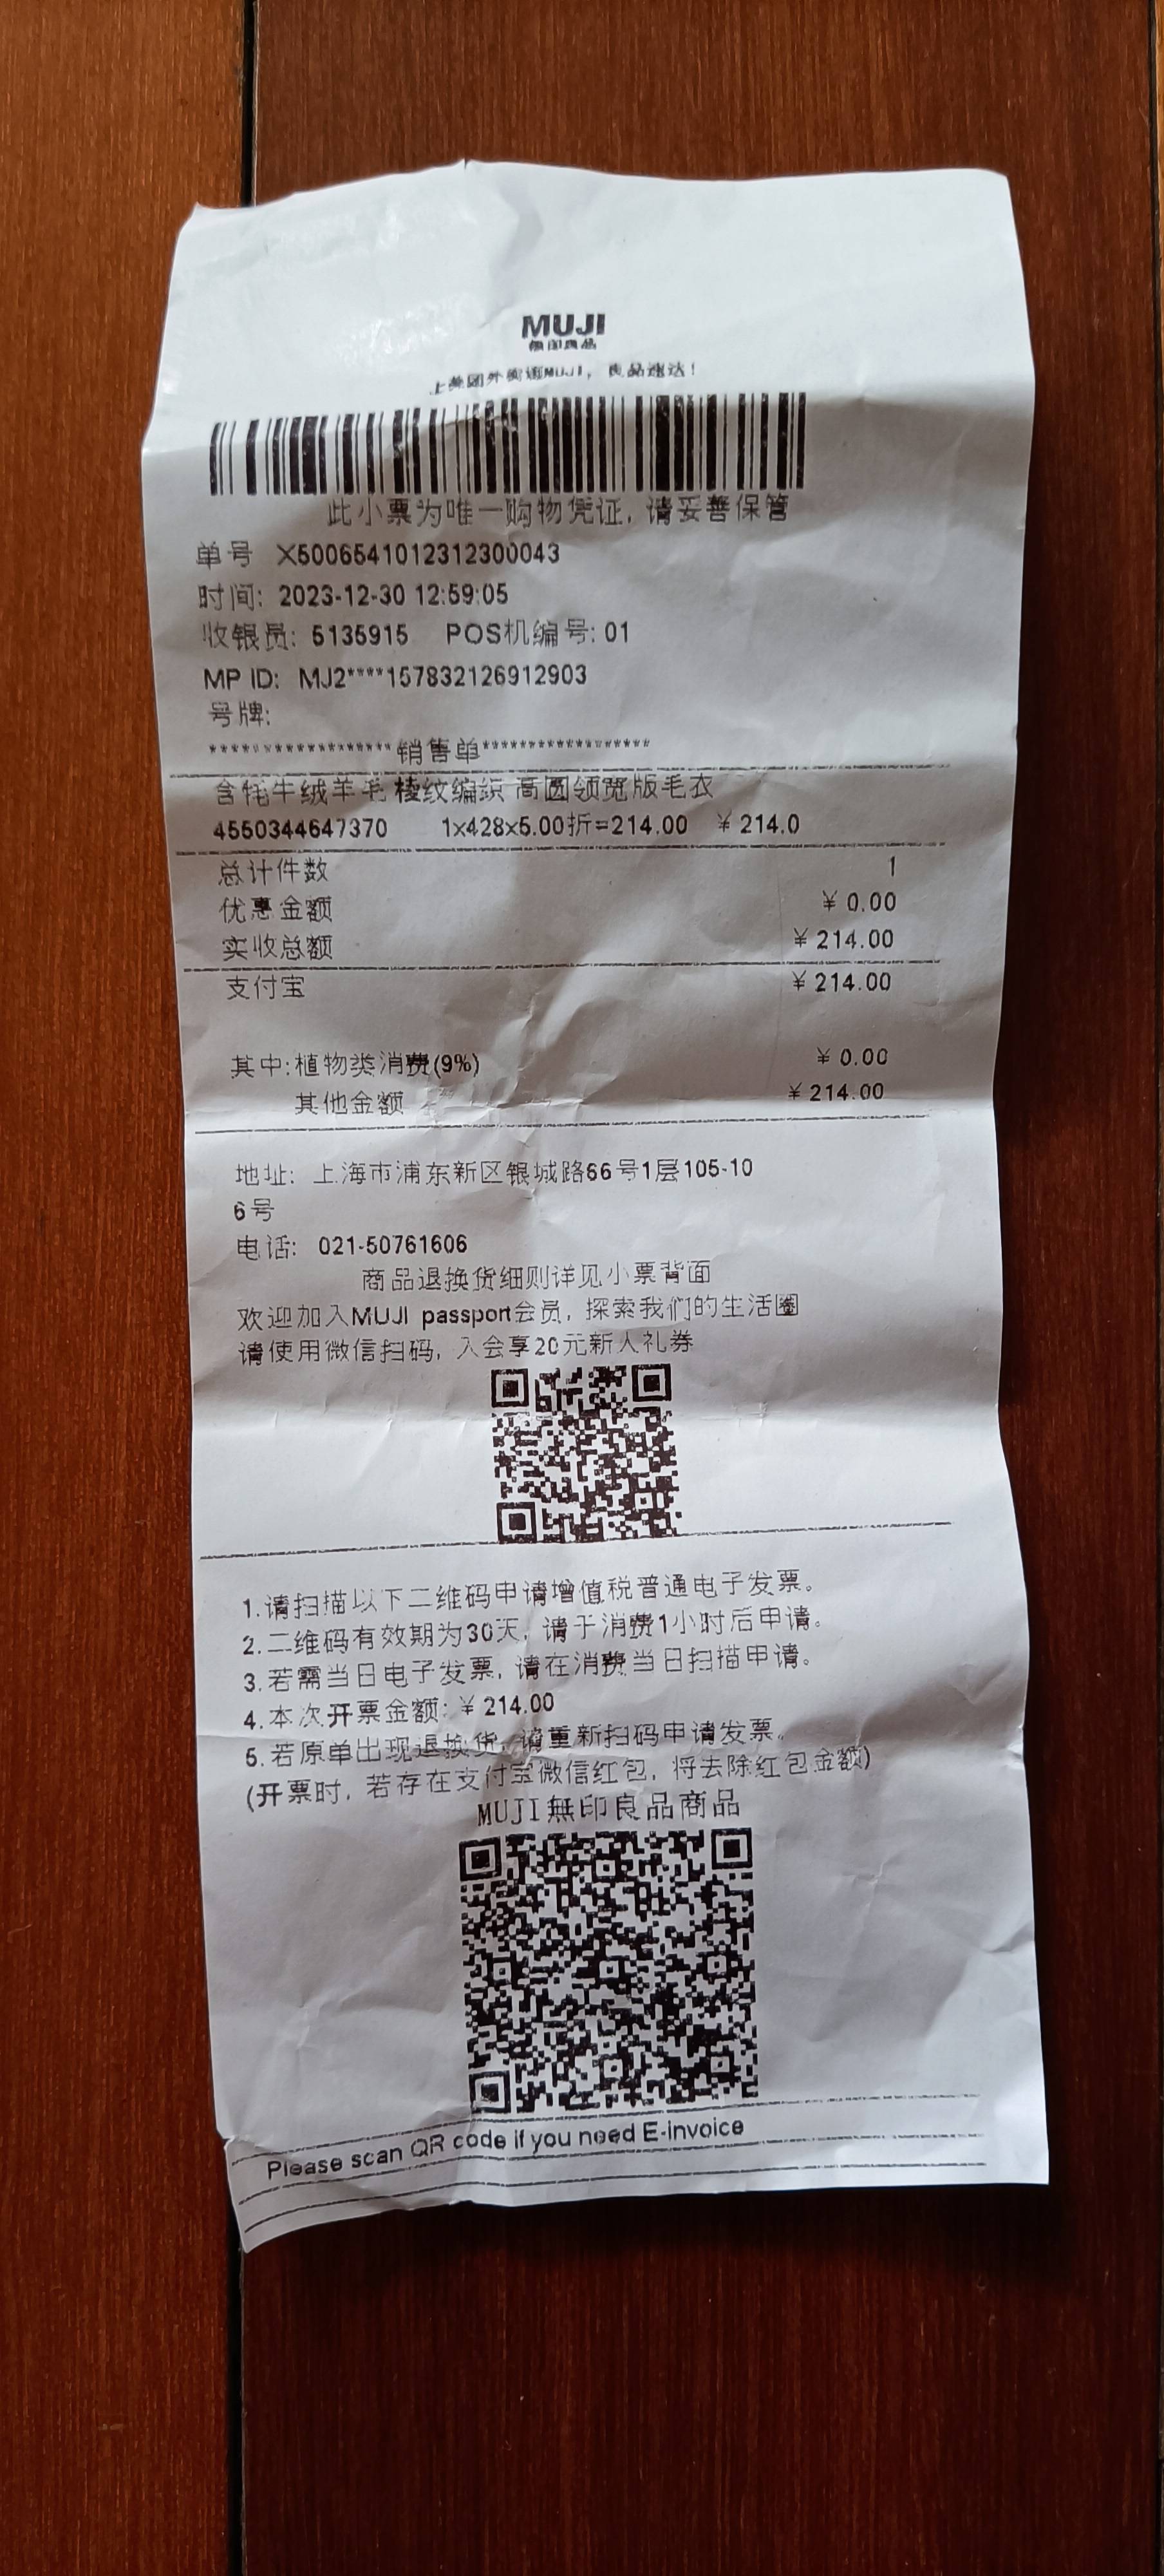 MUJI
無印良品
上美团外卖逛MUJI，良品速达！
此小票为唯一购物凭证，请妥善保管
单号 X5006541012312300043
时间: 2023-12-30 12:59:05
收银员: 5135915 POS机编号: 01
MP ID: MJ2****157832126912903
号牌:
******************销售单******************
含牦牛绒羊毛 棱纹编织 高圆领宽版毛衣
4550344647370 1×428×5.00折=214.00 ￥214.0
总计件数 1
优惠金额 ￥0.00
实收总额 ￥214.00
支付宝 ￥214.00
其中:植物类消费(9%) ￥0.00
其他金额 ￥214.00
地址: 上海市浦东新区银城路66号1层105-10
6号
电话: 021-50761606
商品退换货细则详见小票背面
欢迎加入MUJI passport会员，探索我们的生活圈
请使用微信扫码，入会享20元新人礼券
1.请扫描以下二维码申请增值税普通电子发票。
2.二维码有效期为30天，请于消费1小时后申请。
3.若需当日电子发票，请在消费当日扫描申请。
4.本次开票金额: ￥214.00
5.若原单出现退换货，请重新扫码申请发票。
(开票时，若存在支付宝微信红包，将去除红包金额)
MUJI無印良品商品
Please scan QR code if you need E-invoice